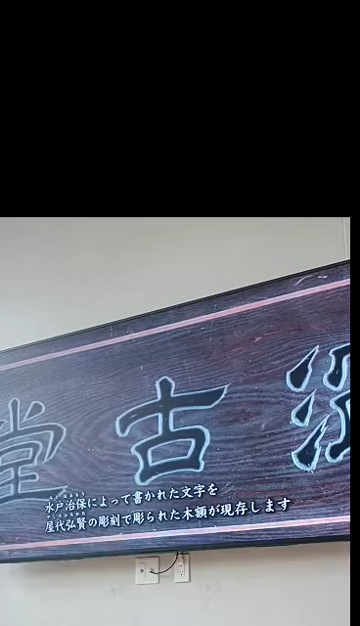 古堂
水戸治保によって書かれた文字を
屋代弘賢の彫刻で彫られた木額が現存します